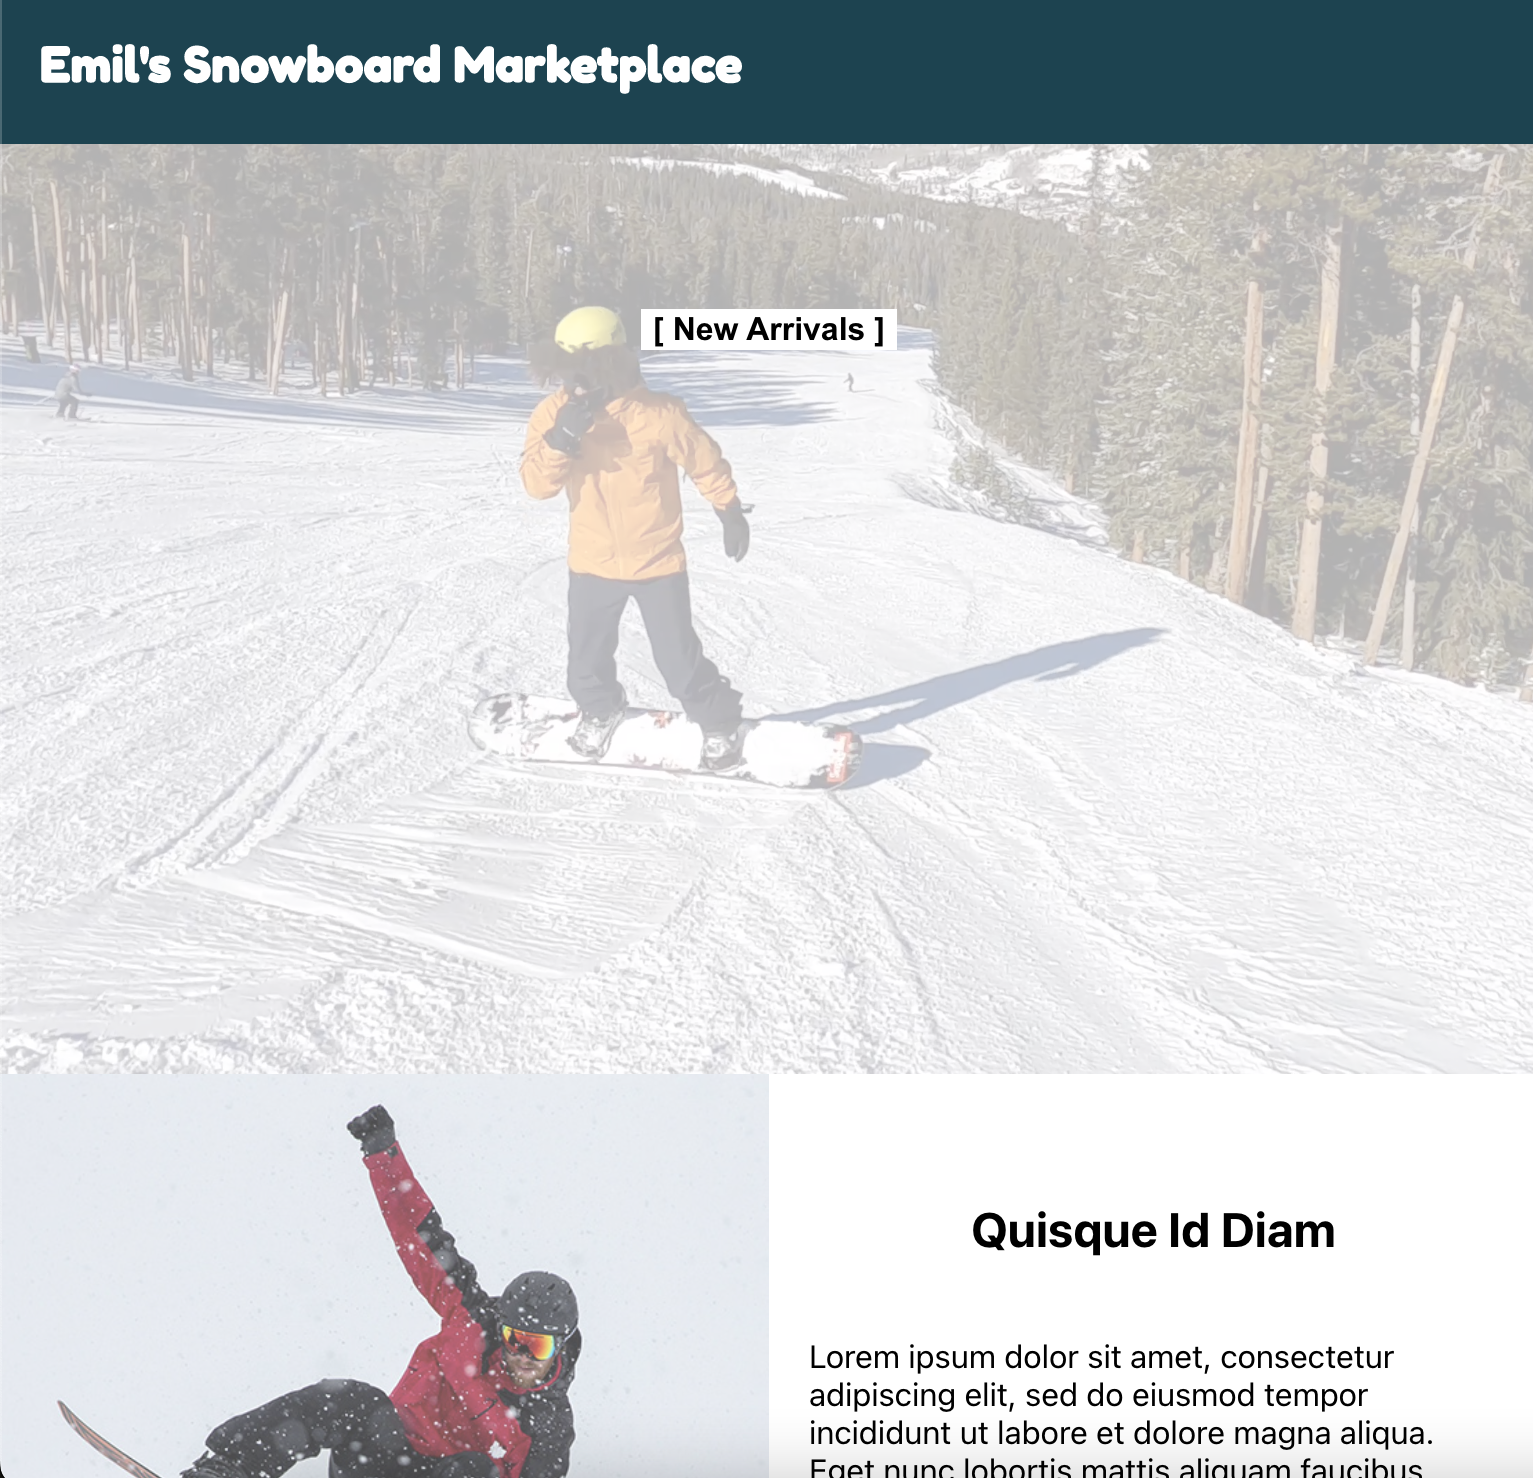 Emil's Snowboard Marketplace
[ New Arrivals ]
Quisque Id Diam
Lorem ipsum dolor sit amet, consectetur
adipiscing elit, sed do eiusmod tempor
incididunt ut labore et dolore magna aliqua.
Eget nunc lobortis mattis aliquam faucibus